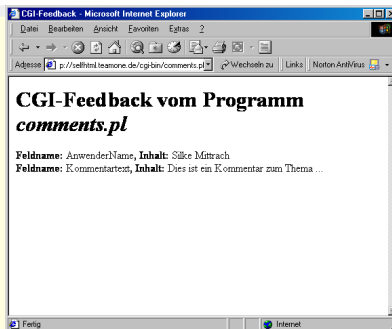 CGI-Feedback - Microsoft Internet Explorer
Datei Bearbeiten Ansicht Favoriten Extras ?
Adresse p://selfhtml.teamone.de/cgi-bin/comments.pl Wechseln zu Links Norton AntiVirus
CGI-Feedback vom Programm
comments.pl
Feldname: AnwenderName, Inhalt: Silke Mittrach
Feldname: Kommentartext, Inhalt: Dies ist ein Kommentar zum Thema ...
Fertig Internet